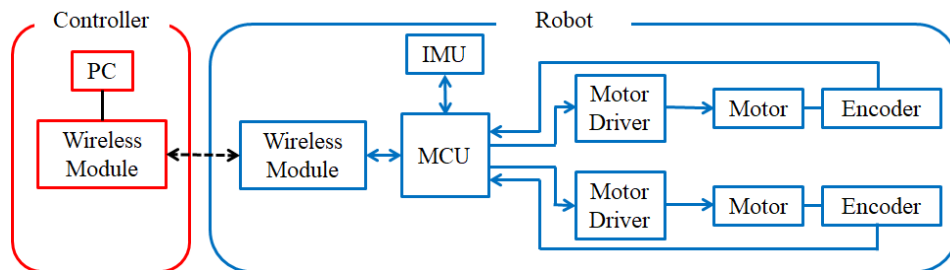 Controller
PC
Wireless
Module
Robot
IMU
Wireless
Module
MCU
Motor
Driver
Motor
Encoder
Motor
Driver
Motor
Encoder